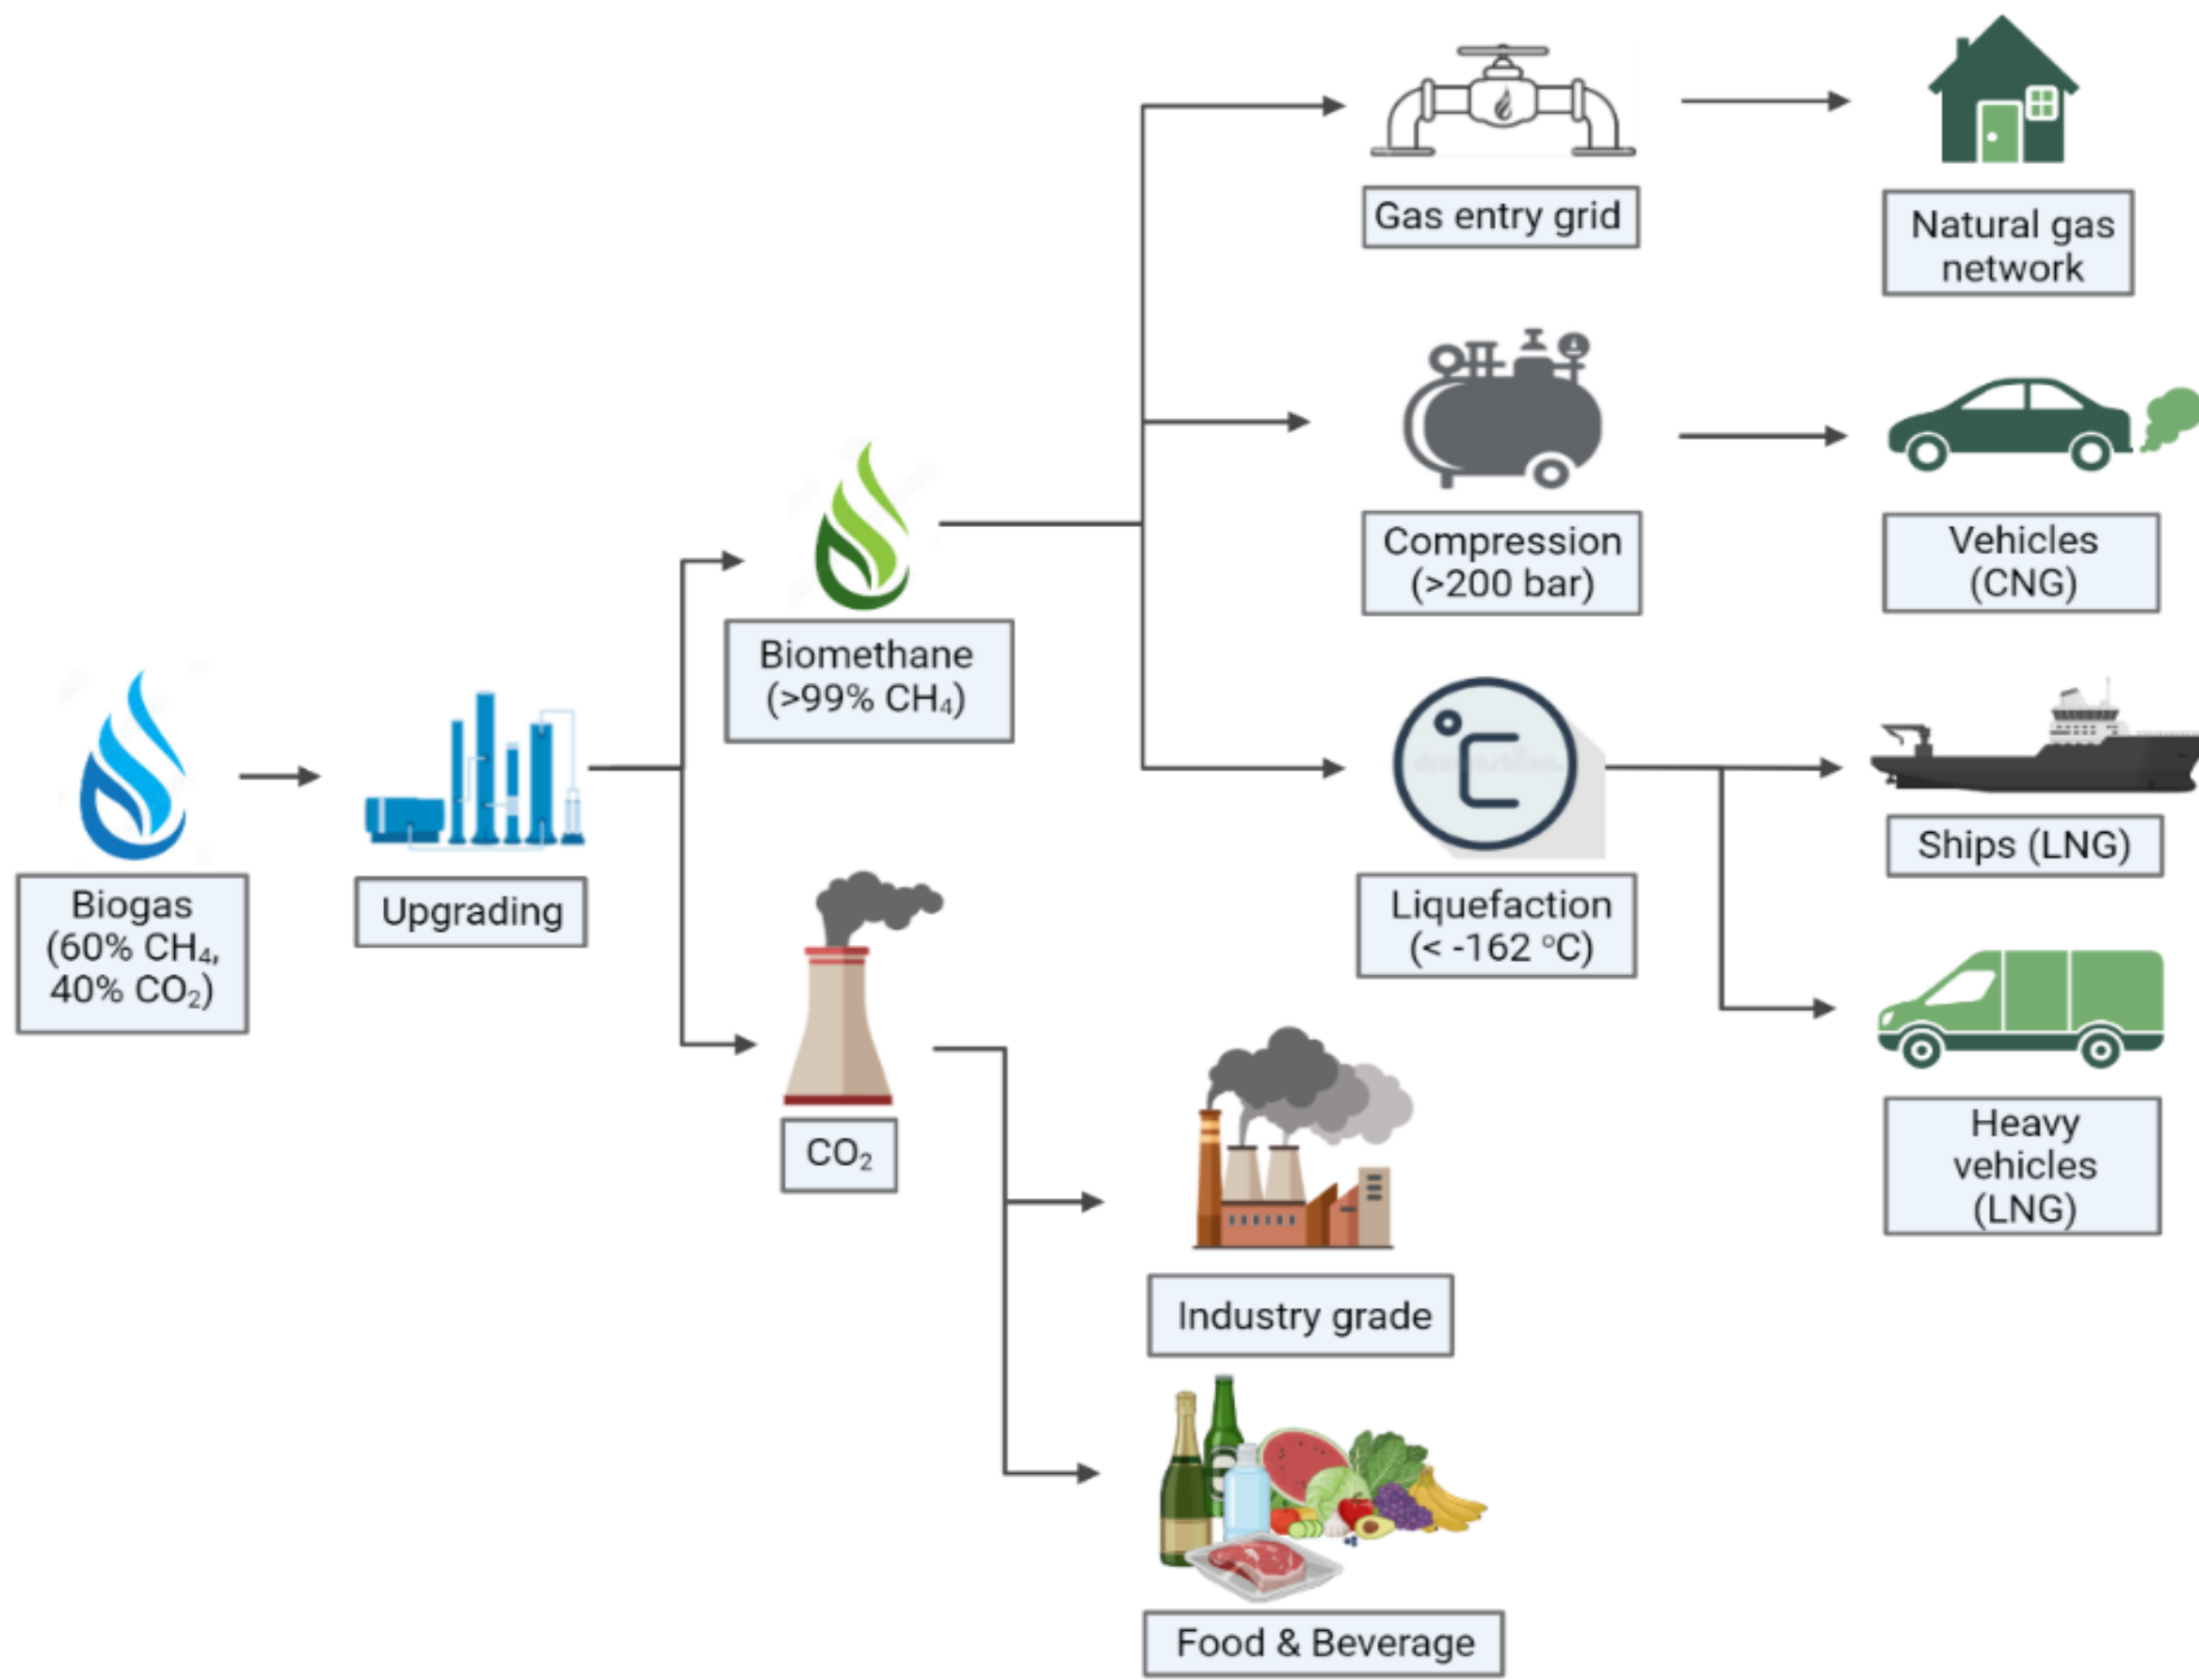 Gas entry grid
Natural gas
network
Compression
(>200 bar)
Vehicles
(CNG)
Biomethane
(>99% CH₄)
Biogas
(60% CH₄,
40% CO₂)
Upgrading
Liquefaction
(< -162 °C)
Ships (LNG)
Heavy
vehicles
(LNG)
CO₂
Industry grade
Food & Beverage